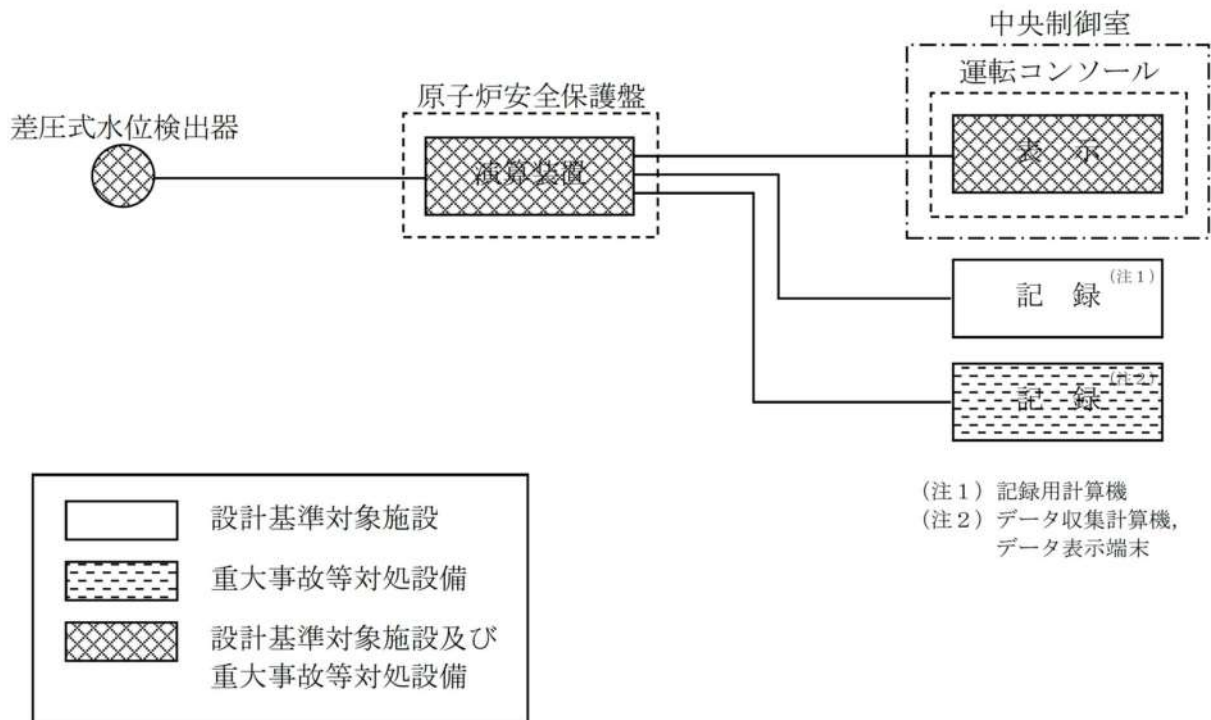 中央制御室
運転コンソール
原子炉安全保護盤
差圧式水位検出器
演算装置
表 示
記 録 (注1)
記 録 (注2)
(注1) 記録用計算機
(注2) データ収集計算機,
データ表示端末
設計基準対象施設
重大事故等対処設備
設計基準対象施設及び
重大事故等対処設備